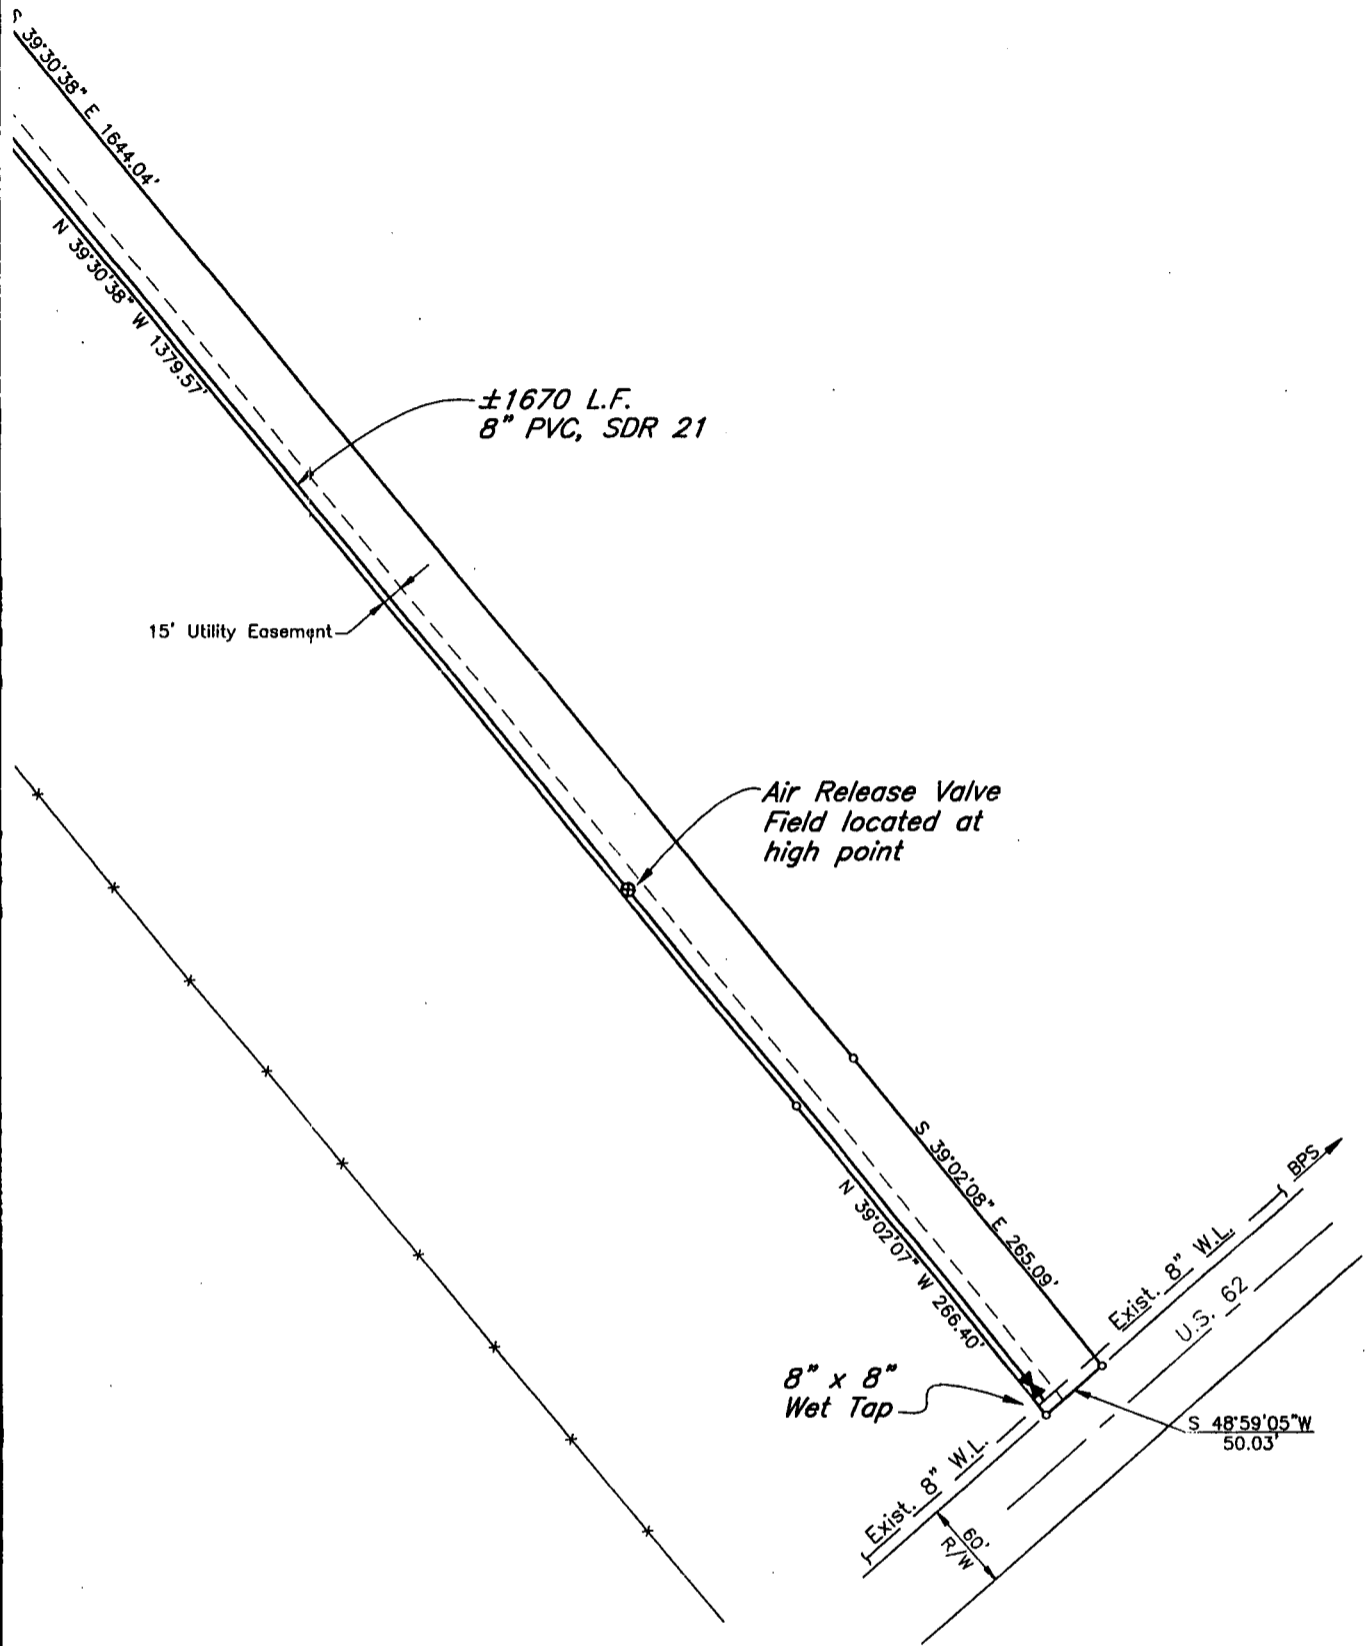 S 39°30'38" E 1644.04'
N 39°30'38" W 1379.57'
±1670 L.F.
8" PVC, SDR 21
15' Utility Easement
Air Release Valve
Field located at
high point
S 39°02'08" E 265.09'
N 39°02'07" W 266.40'
BPS
Exist. 8" W.L.
U.S. 62
8" x 8"
Wet Tap
S 48°59'05"W
50.03'
Exist. 8" W.L.
60'
R/W